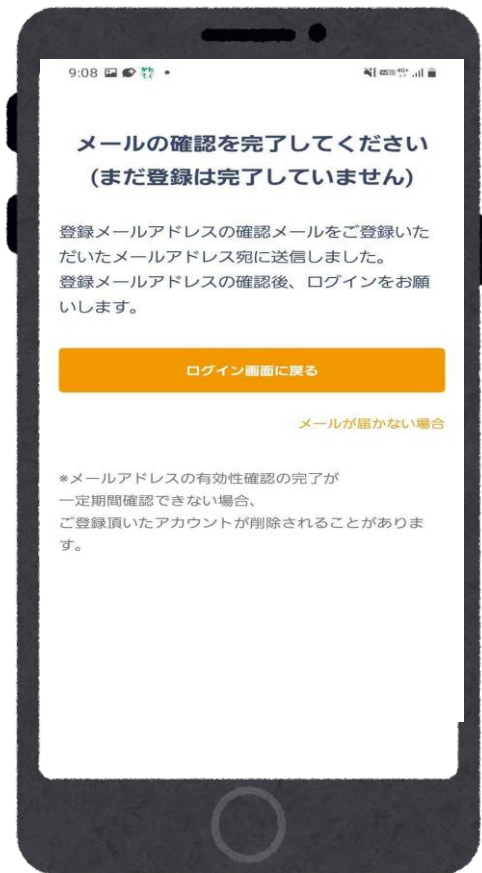 9:08
メールの確認を完了してください
(まだ登録は完了していません)
登録メールアドレスの確認メールをご登録いた
だいたメールアドレス宛に送信しました。
登録メールアドレスの確認後、ログインをお願
いします。
ログイン画面に戻る
メールが届かない場合
*メールアドレスの有効性確認の完了が
一定期間確認できない場合、
ご登録頂いたアカウントが削除されることがありま
す。